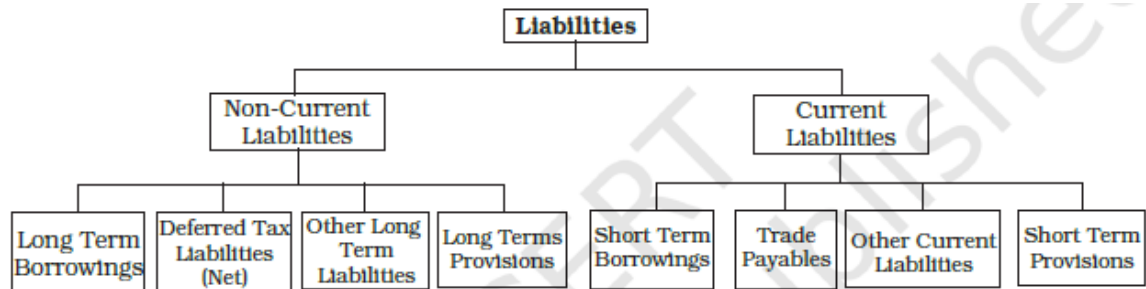 Liabilities
Non-Current
Liabilities
Current
Liabilities
Long Term
Borrowings
Deferred Tax
Liabilities
(Net)
Other Long
Term
Liabilities
Long Terms
Provisions
Short Term
Borrowings
Trade
Payables
Other Current
Liabilities
Short Term
Provisions